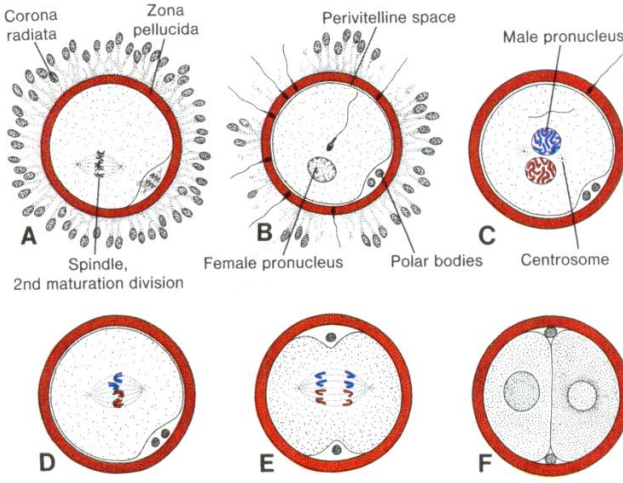 Corona
radiata
Zona
pellucida
A
Spindle,
2nd maturation division
Perivitelline space
B
Female pronucleus
Polar bodies
Male pronucleus
C
Centrosome
D
E
F